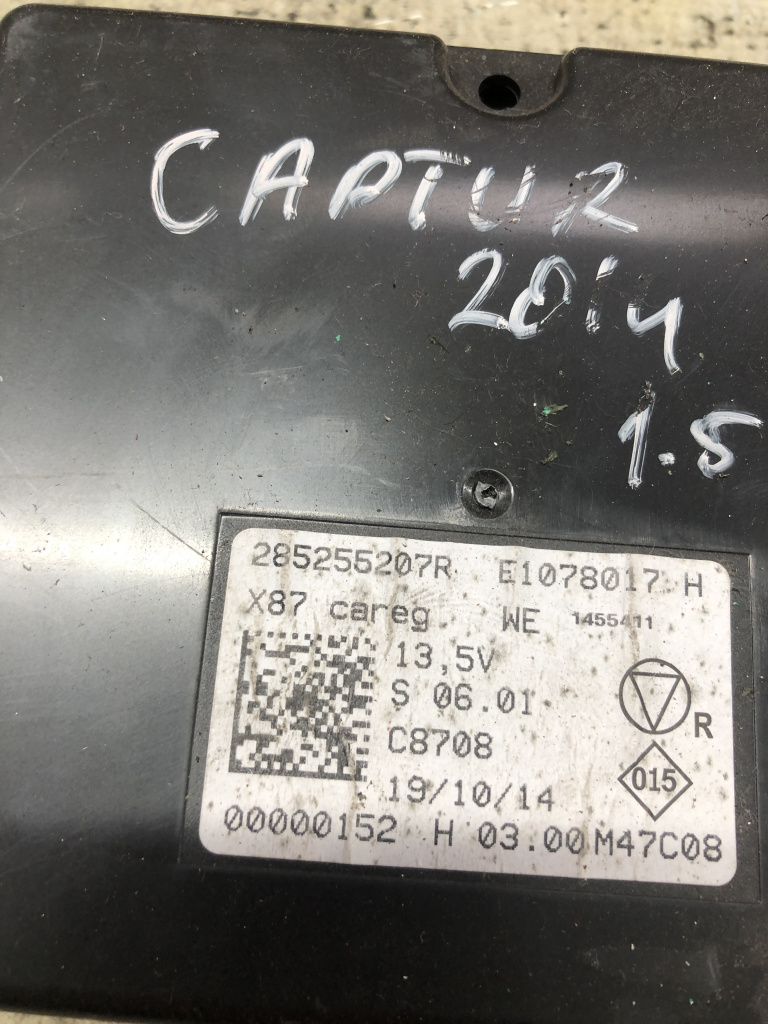 CAPTUR
2014
1.5
285255207R E1078017 H
X87 careg WE 1455411
13,5V
S 06.01
R
C8708
015
19/10/14
00000152 H 03.00 M47C08